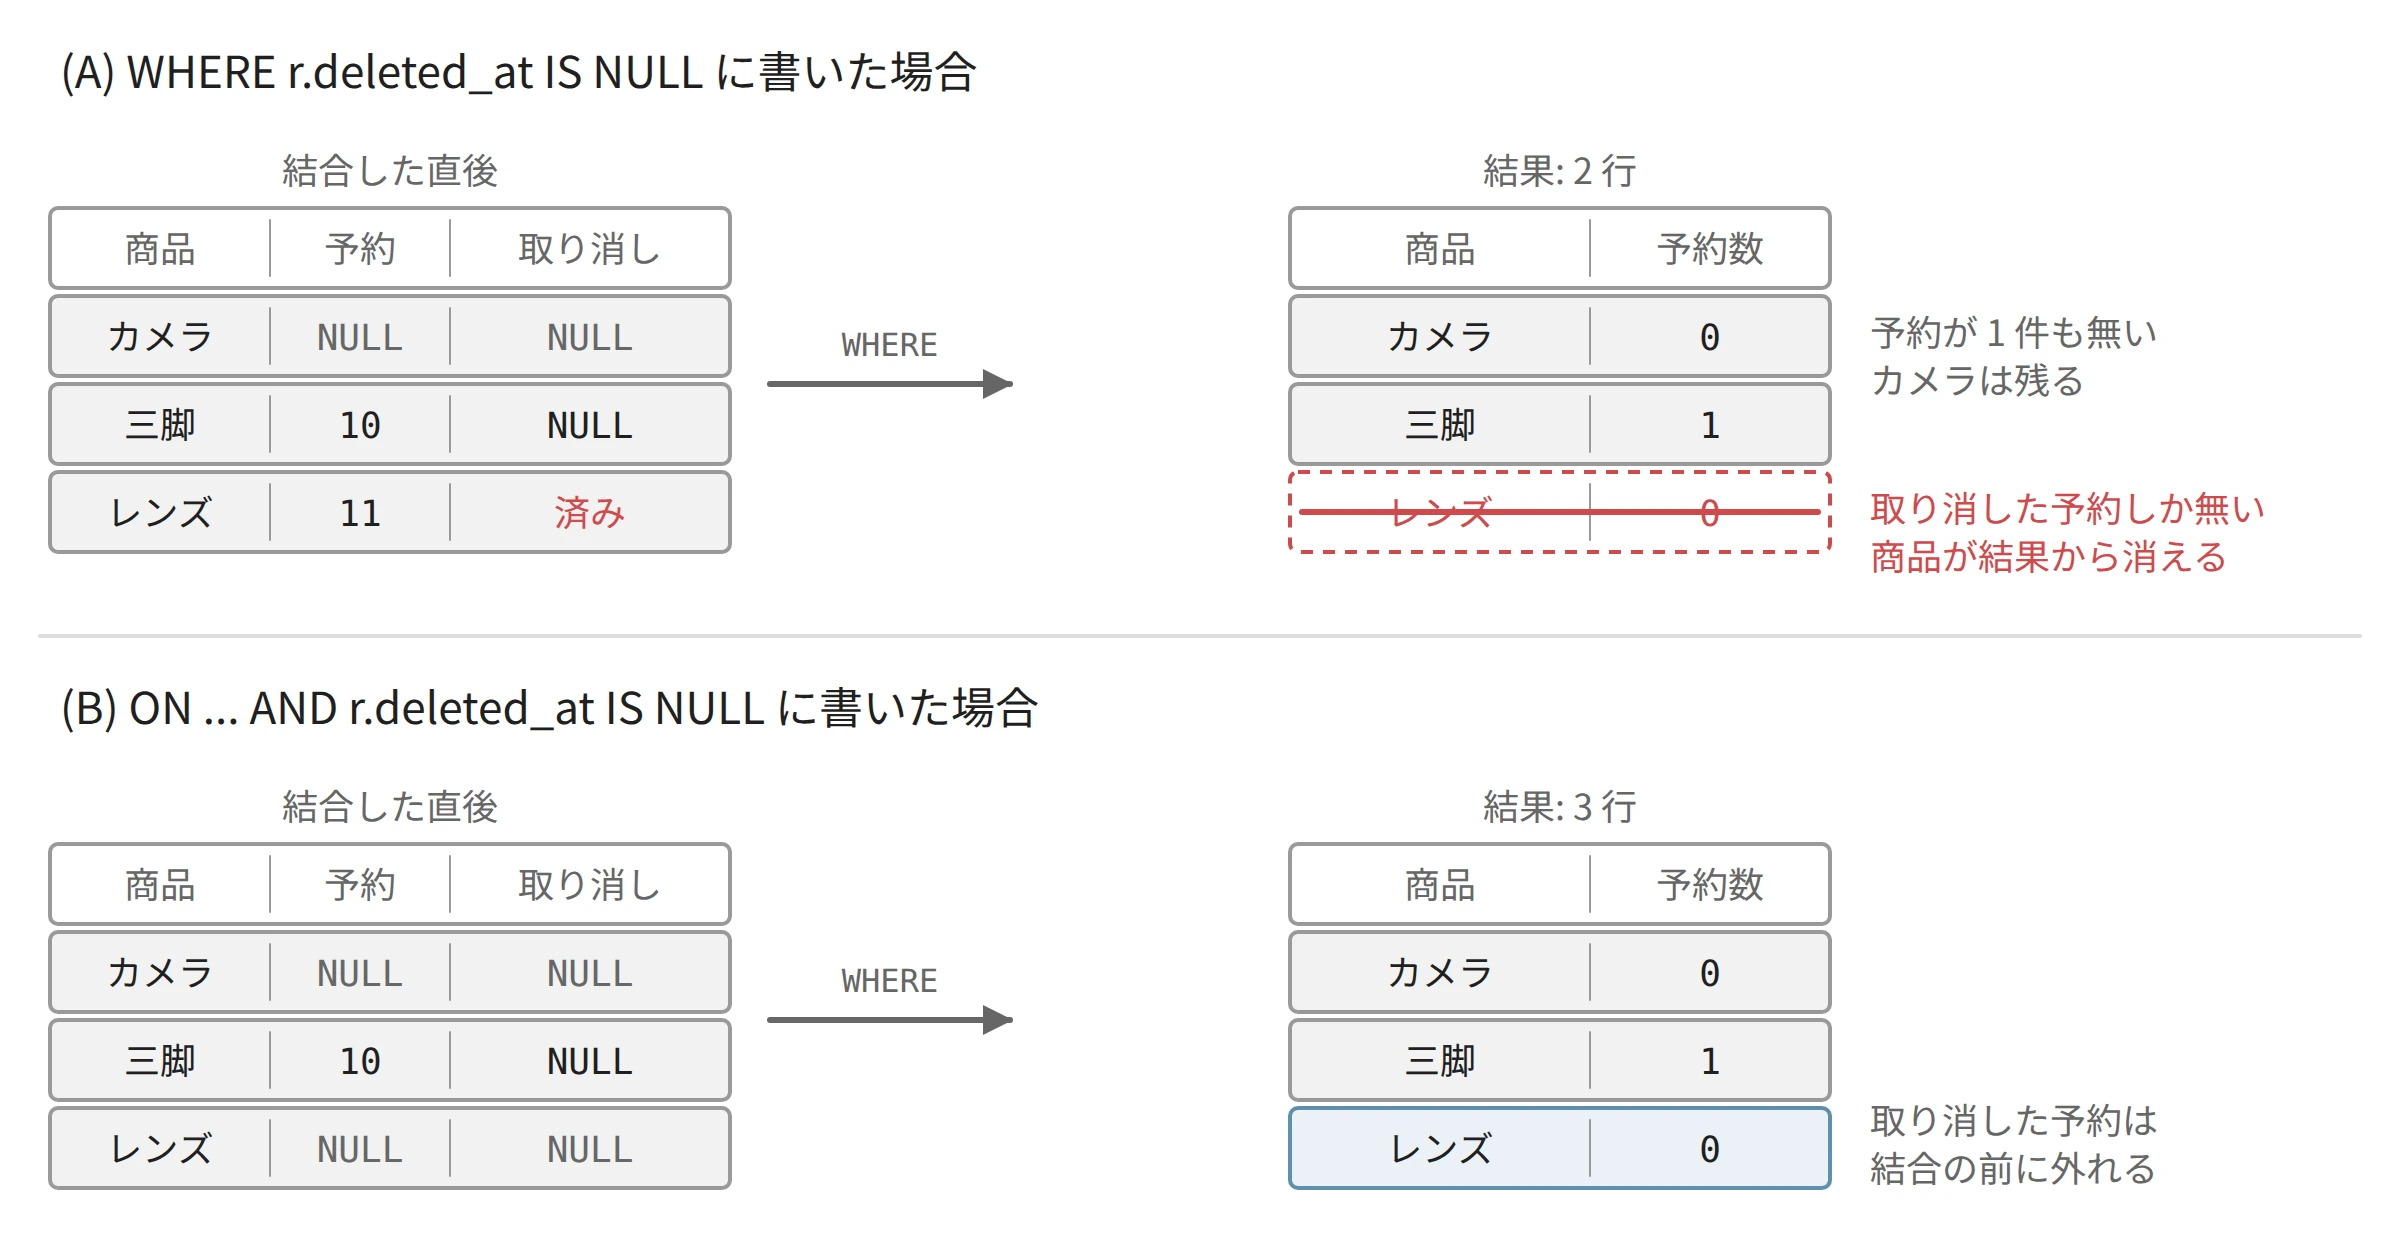 (A) WHERE r.deleted_at IS NULL に書いた場合
結合した直後
商品 予約 取り消し
カメラ NULL NULL
三脚 10 NULL
レンズ 11 済み
WHERE
結果: 2 行
商品 予約数
カメラ 0
三脚 1
レンズ 0
予約が 1 件も無い
カメラは残る
取り消した予約しか無い
商品が結果から消える
(B) ON ... AND r.deleted_at IS NULL に書いた場合
結合した直後
商品 予約 取り消し
カメラ NULL NULL
三脚 10 NULL
レンズ NULL NULL
WHERE
結果: 3 行
商品 予約数
カメラ 0
三脚 1
レンズ 0
取り消した予約は
結合の前に外れる